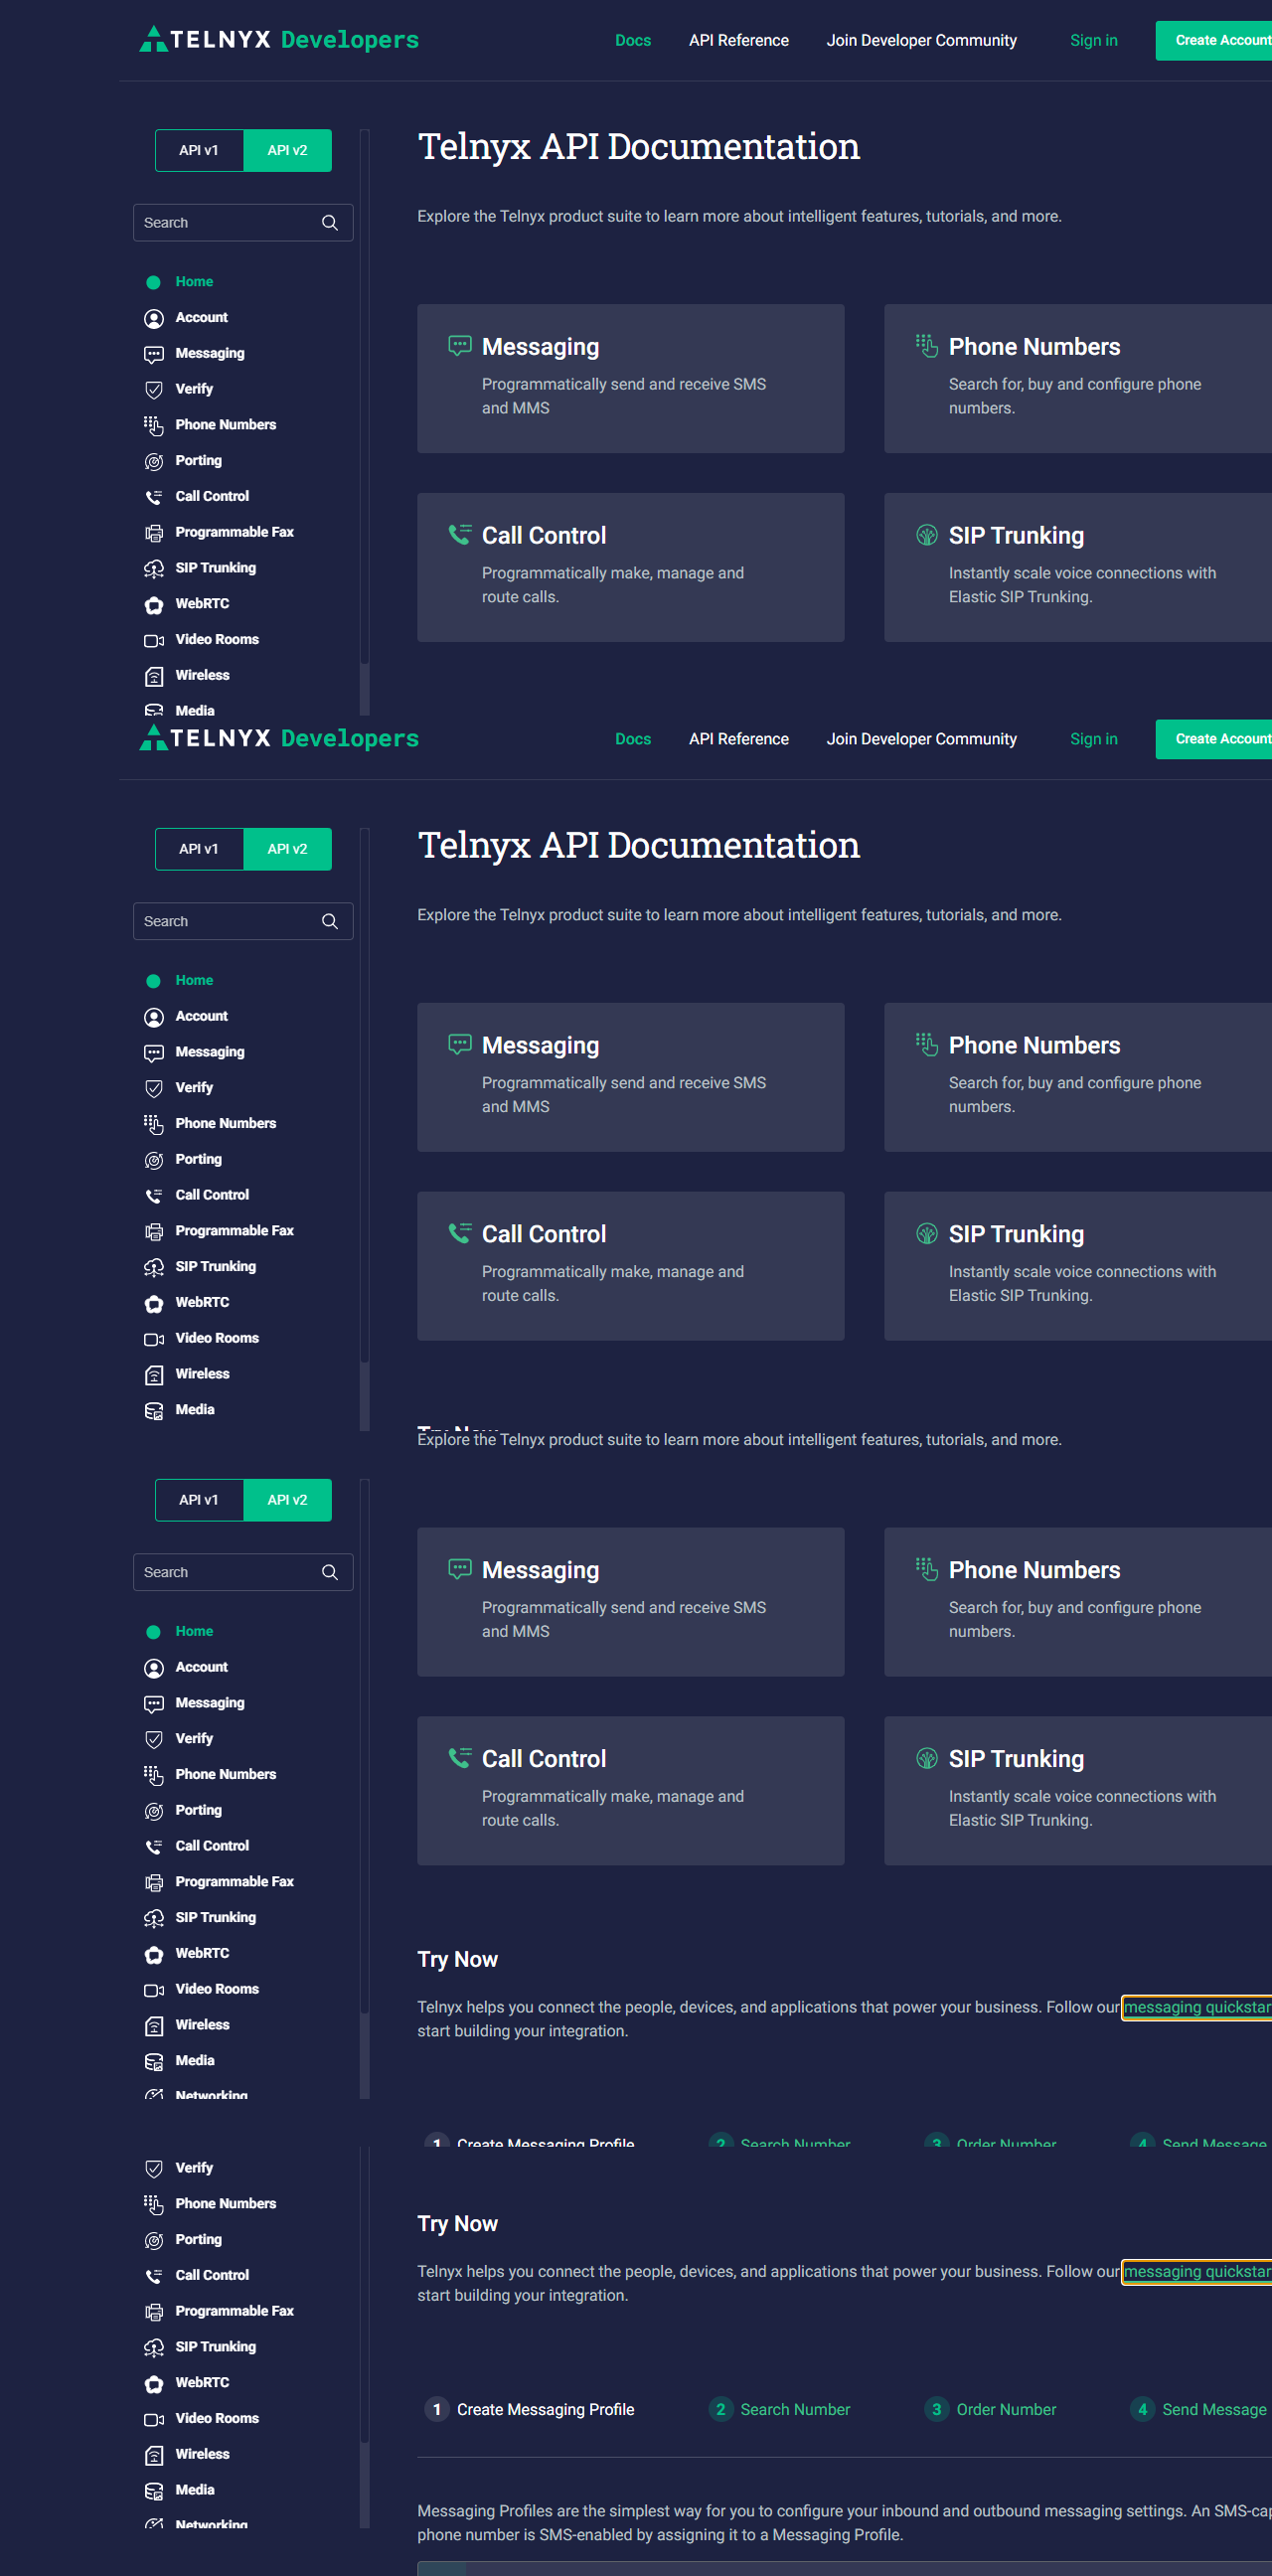 TELNYX Developers
Docs API Reference Join Developer Community Sign in Create Account
API v1 API v2
Search
Home
Account
Messaging
Verify
Phone Numbers
Porting
Call Control
Programmable Fax
SIP Trunking
WebRTC
Video Rooms
Wireless
Media
Telnyx API Documentation
Explore the Telnyx product suite to learn more about intelligent features, tutorials, and more.
Messaging
Programmatically send and receive SMS
and MMS
Phone Numbers
Search for, buy and configure phone
numbers.
Call Control
Programmatically make, manage and
route calls.
SIP Trunking
Instantly scale voice connections with
Elastic SIP Trunking.
TELNYX Developers
Docs API Reference Join Developer Community Sign in Create Account
API v1 API v2
Search
Home
Account
Messaging
Verify
Phone Numbers
Porting
Call Control
Programmable Fax
SIP Trunking
WebRTC
Video Rooms
Wireless
Media
Telnyx API Documentation
Explore the Telnyx product suite to learn more about intelligent features, tutorials, and more.
Messaging
Programmatically send and receive SMS
and MMS
Phone Numbers
Search for, buy and configure phone
numbers.
Call Control
Programmatically make, manage and
route calls.
SIP Trunking
Instantly scale voice connections with
Elastic SIP Trunking.
Try Now
Explore the Telnyx product suite to learn more about intelligent features, tutorials, and more.
API v1 API v2
Search
Home
Account
Messaging
Verify
Phone Numbers
Porting
Call Control
Programmable Fax
SIP Trunking
WebRTC
Video Rooms
Wireless
Media
Networking
Messaging
Programmatically send and receive SMS
and MMS
Phone Numbers
Search for, buy and configure phone
numbers.
Call Control
Programmatically make, manage and
route calls.
SIP Trunking
Instantly scale voice connections with
Elastic SIP Trunking.
Try Now
Telnyx helps you connect the people, devices, and applications that power your business. Follow our messaging quickstar
start building your integration.
1 Create Messaging Profile 2 Search Number 3 Order Number 4 Send Message
Verify
Phone Numbers
Porting
Call Control
Programmable Fax
SIP Trunking
WebRTC
Video Rooms
Wireless
Media
Networking
Try Now
Telnyx helps you connect the people, devices, and applications that power your business. Follow our messaging quickstar
start building your integration.
1 Create Messaging Profile 2 Search Number 3 Order Number 4 Send Message
Messaging Profiles are the simplest way for you to configure your inbound and outbound messaging settings. An SMS-cap
phone number is SMS-enabled by assigning it to a Messaging Profile.